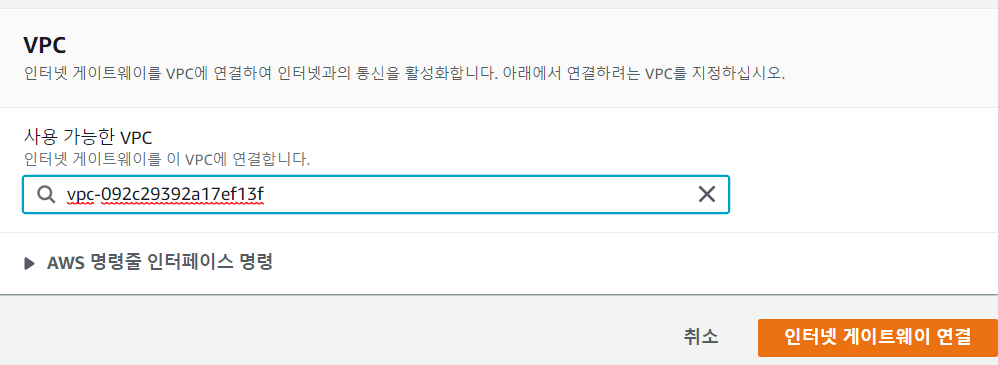 VPC
인터넷 게이트웨이를 VPC에 연결하여 인터넷과의 통신을 활성화합니다. 아래에서 연결하려는 VPC를 지정하십시오.
사용 가능한 VPC
인터넷 게이트웨이를 이 VPC에 연결합니다.
vpc-092c29392a17ef13f
AWS 명령줄 인터페이스 명령
취소
인터넷 게이트웨이 연결